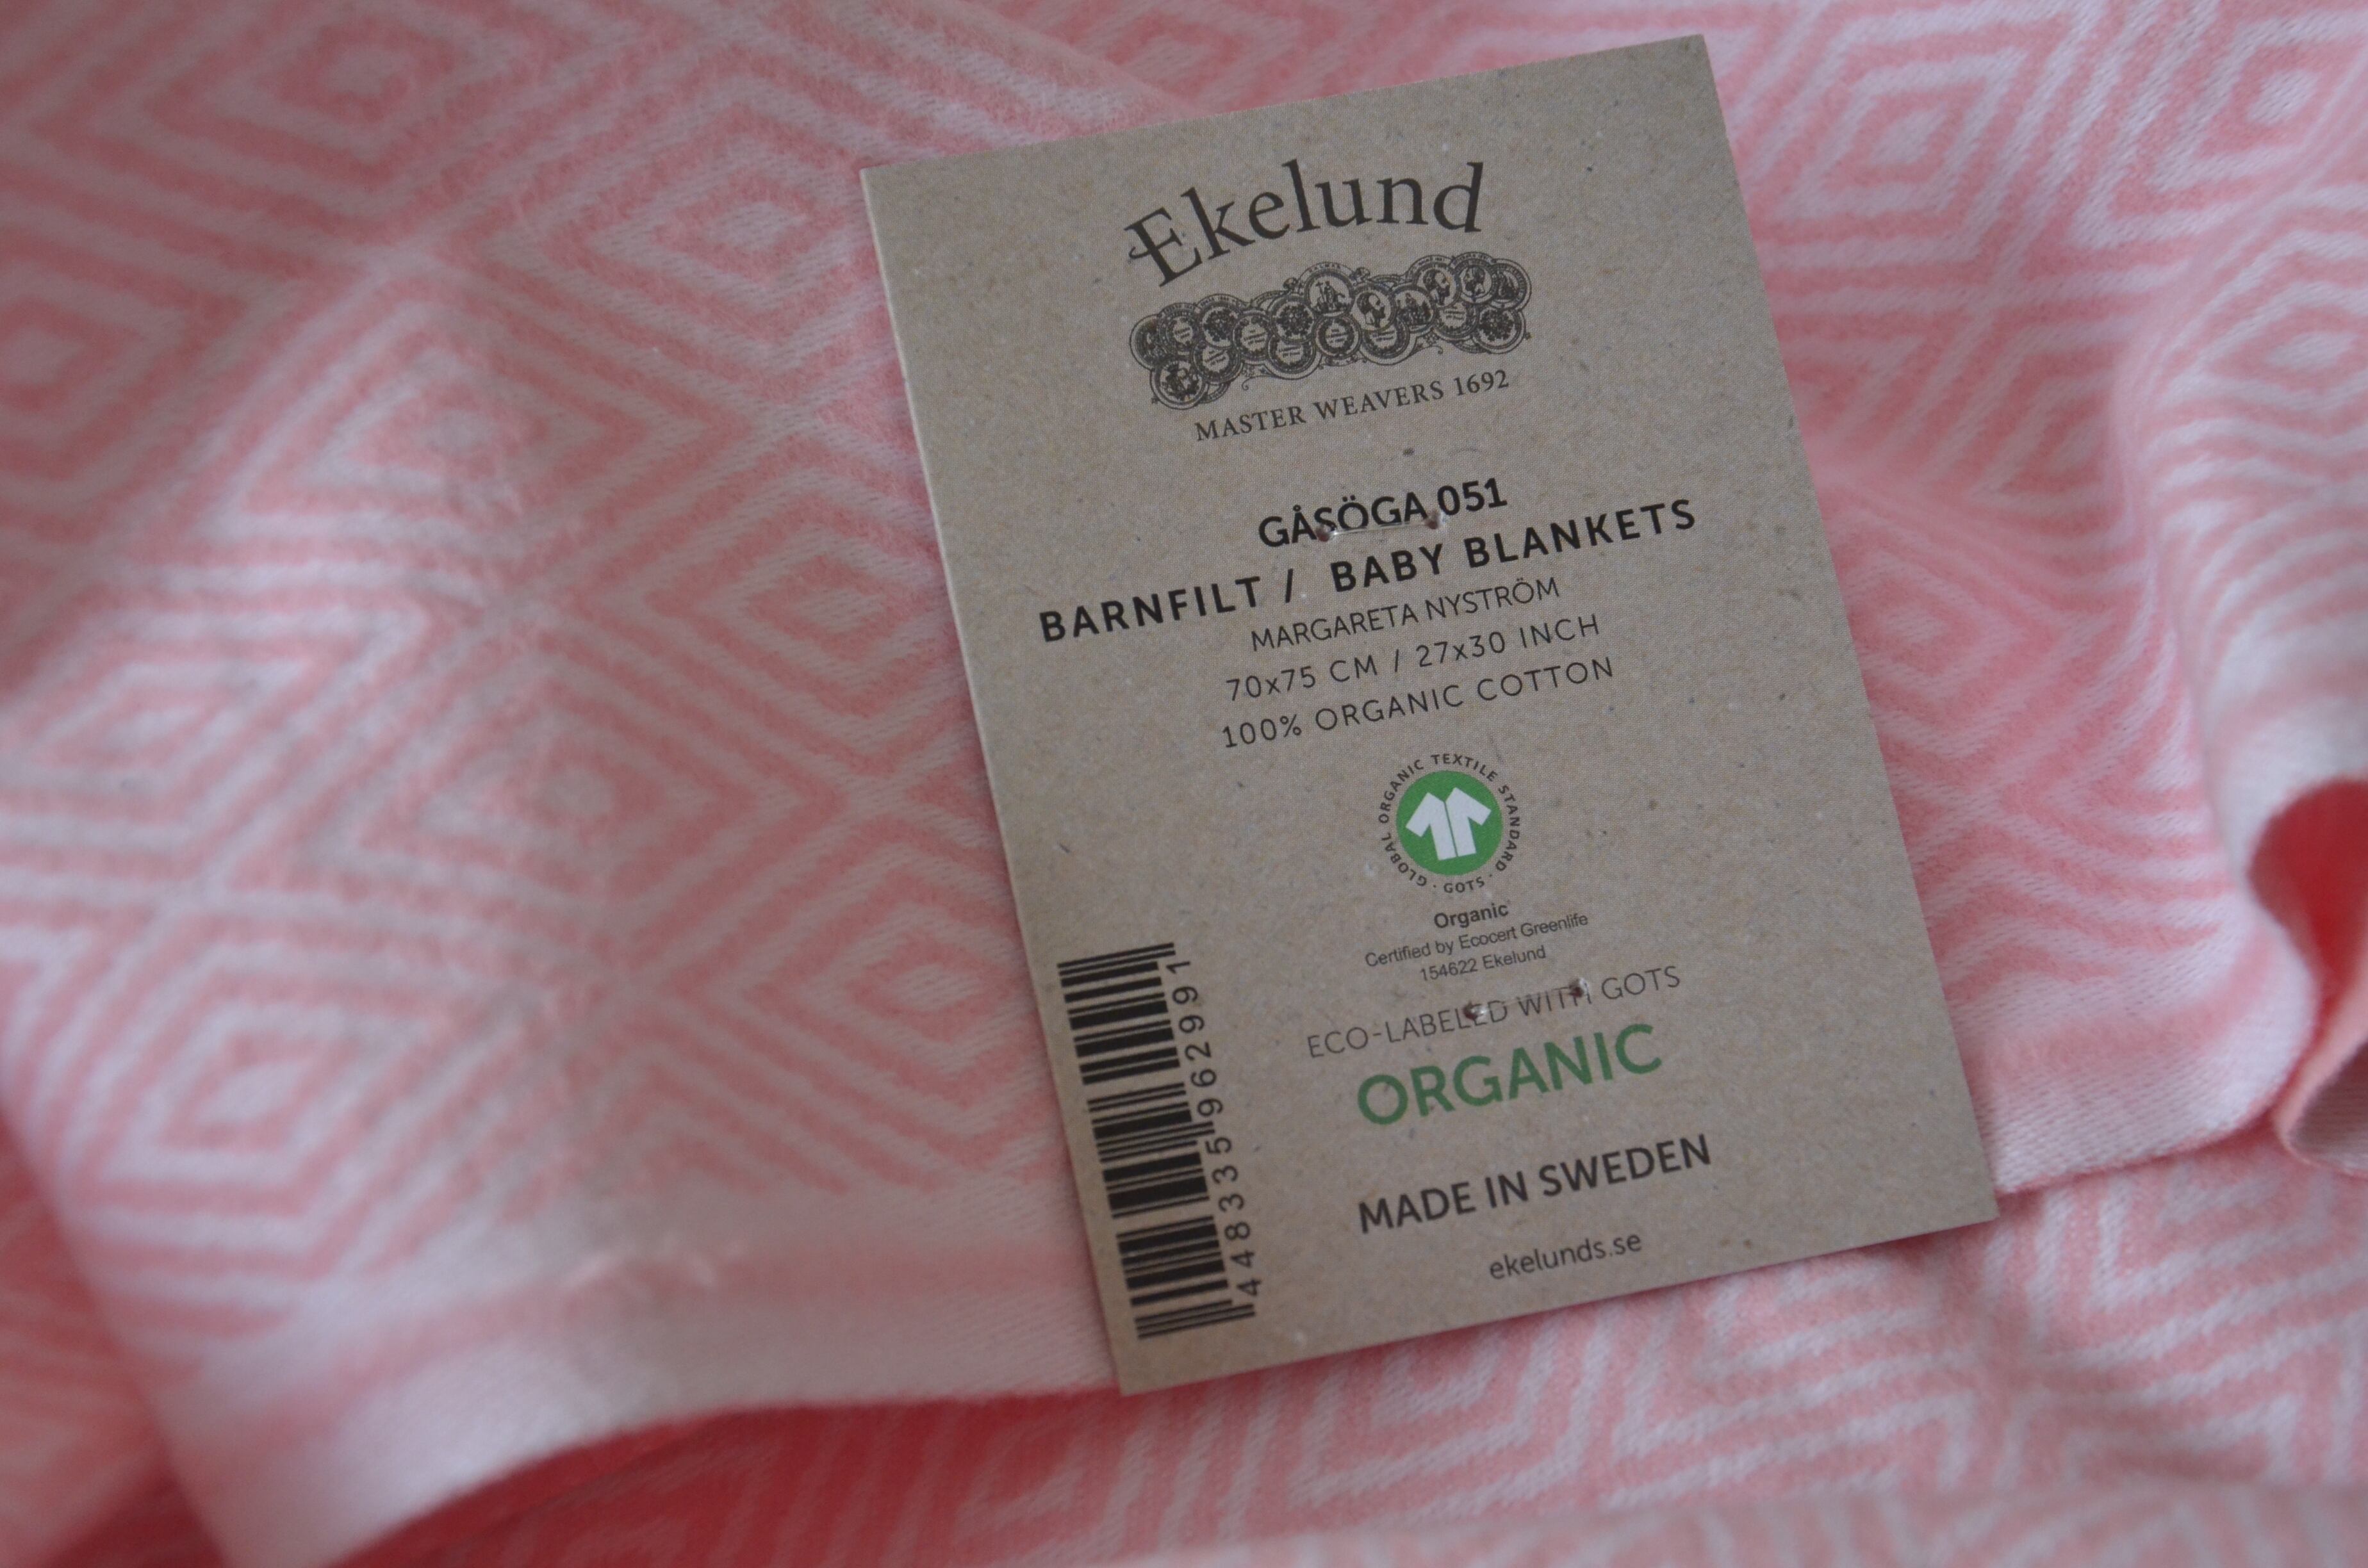 Ekelund
MASTER WEAVERS 1692
GÅSÖGA 051
BARNFILT / BABY BLANKETS
MARGARETA NYSTRÖM
70x75 CM / 27x30 INCH
100% ORGANIC COTTON
GLOBAL ORGANIC TEXTILE STANDARD · GOTS ·
Organic
Certified by Ecocert Greenlife
154622 Ekelund
ECO-LABELED WITH GOTS
ORGANIC
MADE IN SWEDEN
ekelunds.se
4483359962991